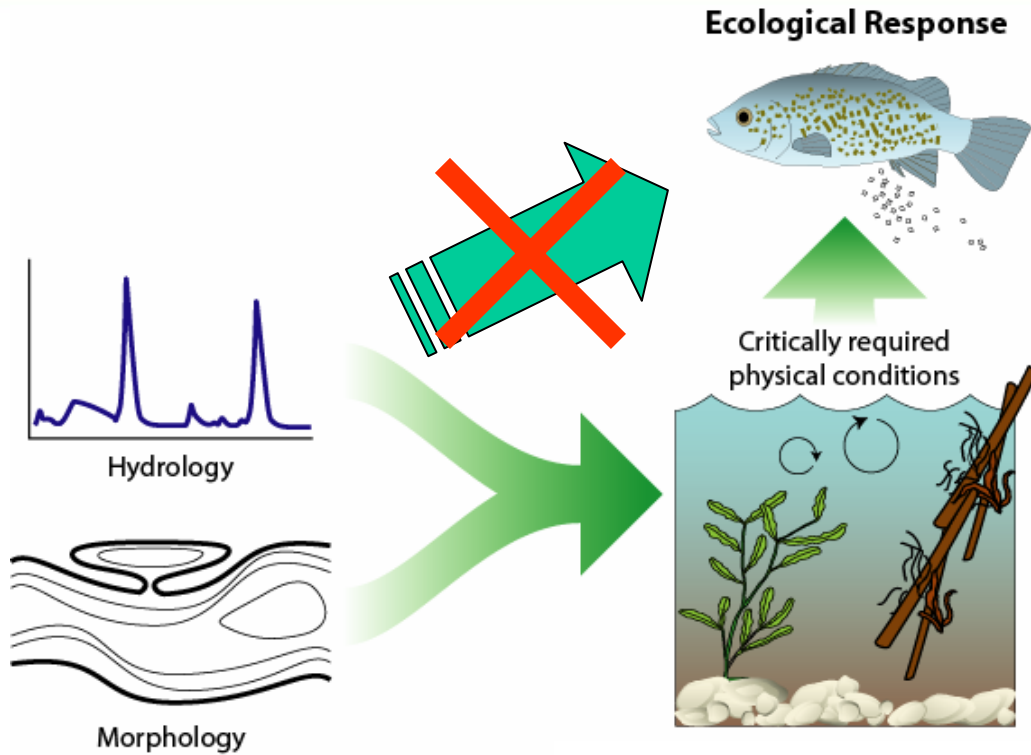 Ecological Response
Critically required
physical conditions
Hydrology
Morphology